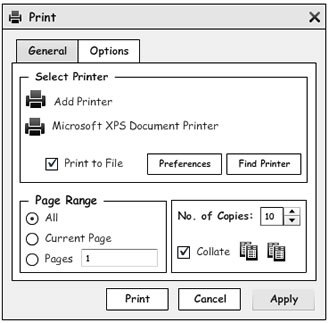 Print
General Options
Select Printer
Add Printer
Microsoft XPS Document Printer
Print to File Preferences Find Printer
Page Range
All
Current Page
Pages 1
No. of Copies: 10
Collate
Print Cancel Apply